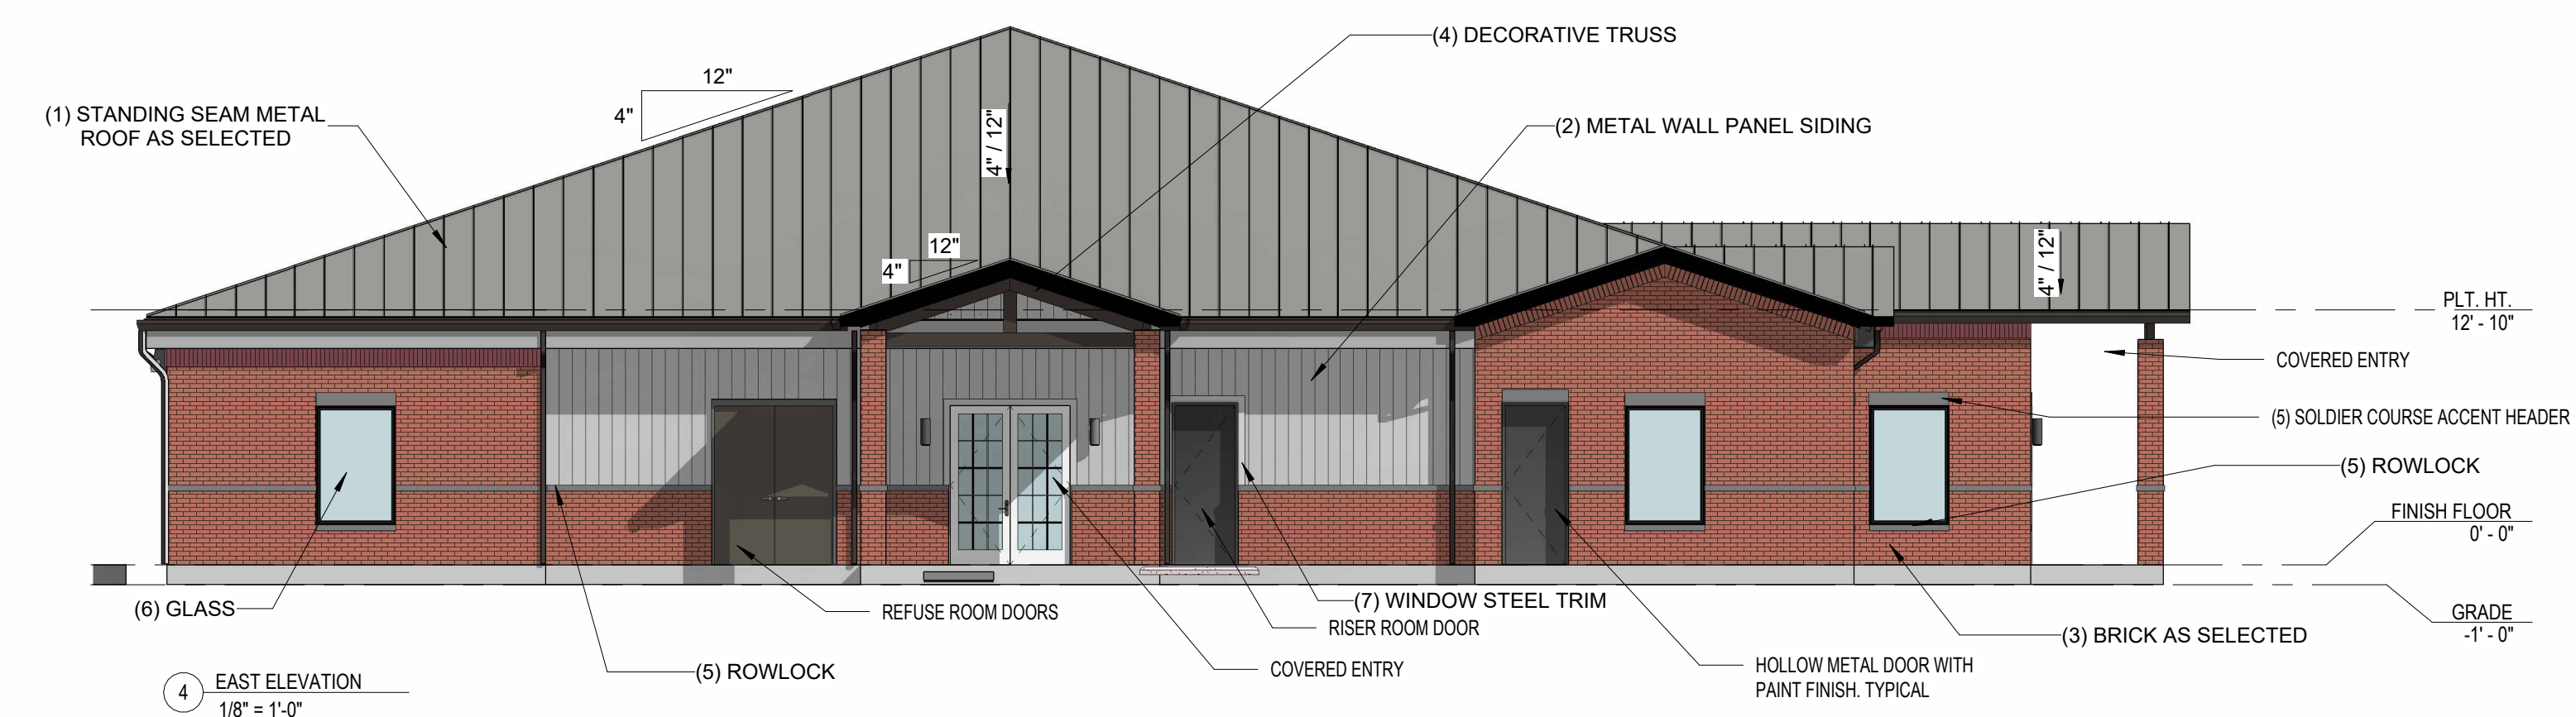 (4) DECORATIVE TRUSS
12"
4"
(1) STANDING SEAM METAL
ROOF AS SELECTED
4" / 12"
(2) METAL WALL PANEL SIDING
12"
4"
4" / 12"
PLT. HT.
12' - 10"
COVERED ENTRY
(5) SOLDIER COURSE ACCENT HEADER
(5) ROWLOCK
FINISH FLOOR
0' - 0"
(6) GLASS
REFUSE ROOM DOORS
(7) WINDOW STEEL TRIM
RISER ROOM DOOR
GRADE
-1' - 0"
(3) BRICK AS SELECTED
(5) ROWLOCK
COVERED ENTRY
HOLLOW METAL DOOR WITH
PAINT FINISH. TYPICAL
4
EAST ELEVATION
1/8" = 1'-0"